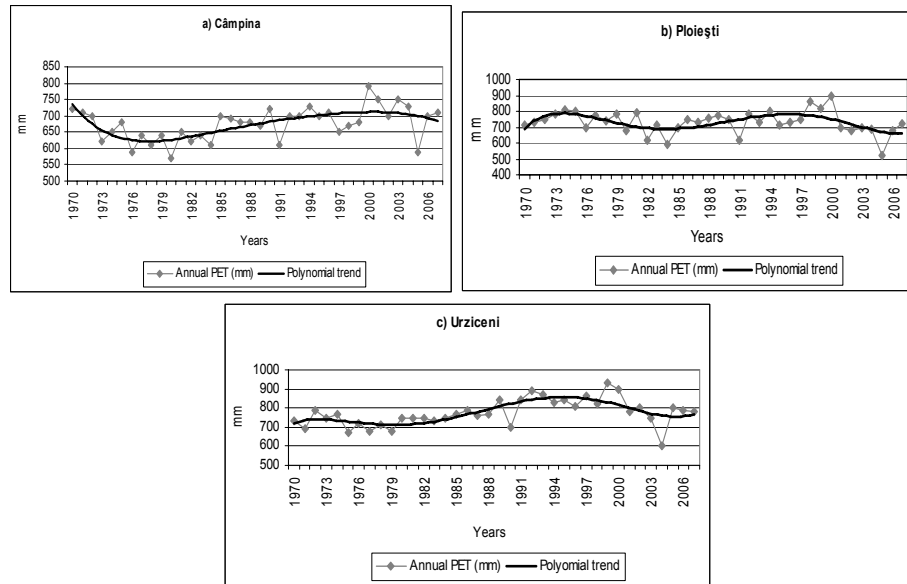 a) Câmpina
850
800
750
700
650
600
550
500
mm
1970 1973 1976 1979 1982 1985 1988 1991 1994 1997 2000 2003 2006
Years
Annual PET (mm) Polynomial trend
b) Ploieşti
1000
900
800
700
600
500
400
mm
1970 1973 1976 1979 1982 1985 1988 1991 1994 1997 2000 2003 2006
Years
Annual PET (mm) Polynomial trend
c) Urziceni
1000
900
800
700
600
500
mm
1970 1973 1976 1979 1982 1985 1988 1991 1994 1997 2000 2003 2006
Years
Annual PET (mm) Polyomial trend